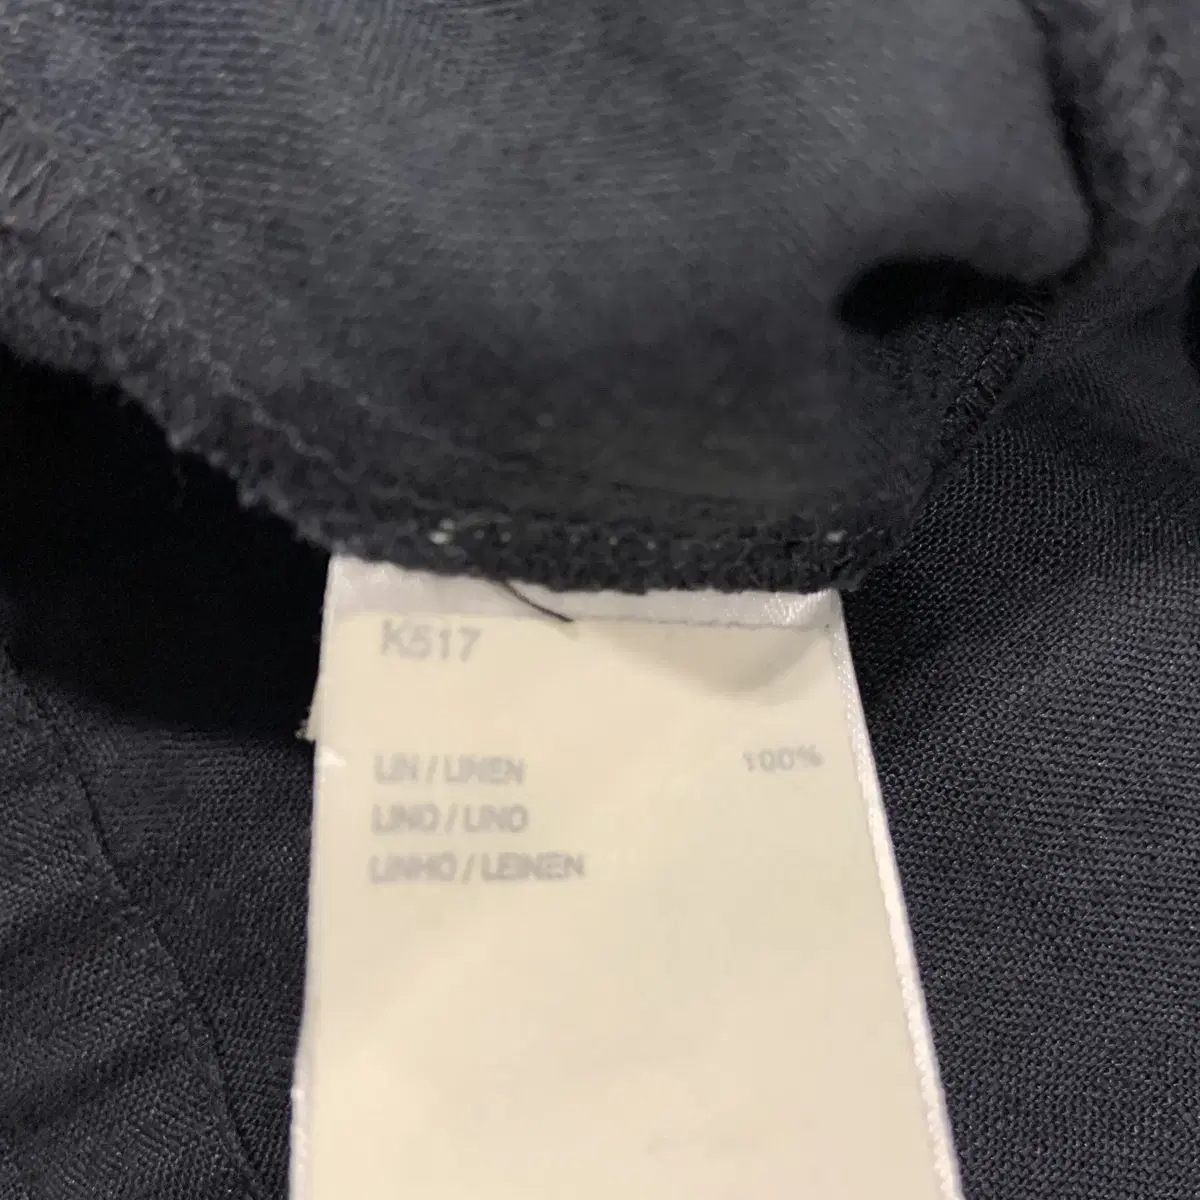 K517
LIN / LINEN 100%
LINO / LINO
LINHO / LEINEN